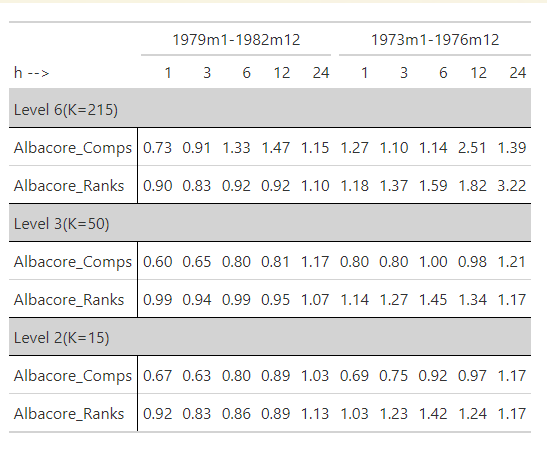 1979m1-1982m12 1973m1-1976m12
h --> 1 3 6 12 24 1 3 6 12 24
Level 6(K=215)
Albacore_Comps 0.73 0.91 1.33 1.47 1.15 1.27 1.10 1.14 2.51 1.39
Albacore_Ranks 0.90 0.83 0.92 0.92 1.10 1.18 1.37 1.59 1.82 3.22
Level 3(K=50)
Albacore_Comps 0.60 0.65 0.80 0.81 1.17 0.80 0.80 1.00 0.98 1.21
Albacore_Ranks 0.99 0.94 0.99 0.95 1.07 1.14 1.27 1.45 1.34 1.17
Level 2(K=15)
Albacore_Comps 0.67 0.63 0.80 0.89 1.03 0.69 0.75 0.92 0.97 1.17
Albacore_Ranks 0.92 0.83 0.86 0.89 1.13 1.03 1.23 1.42 1.24 1.17